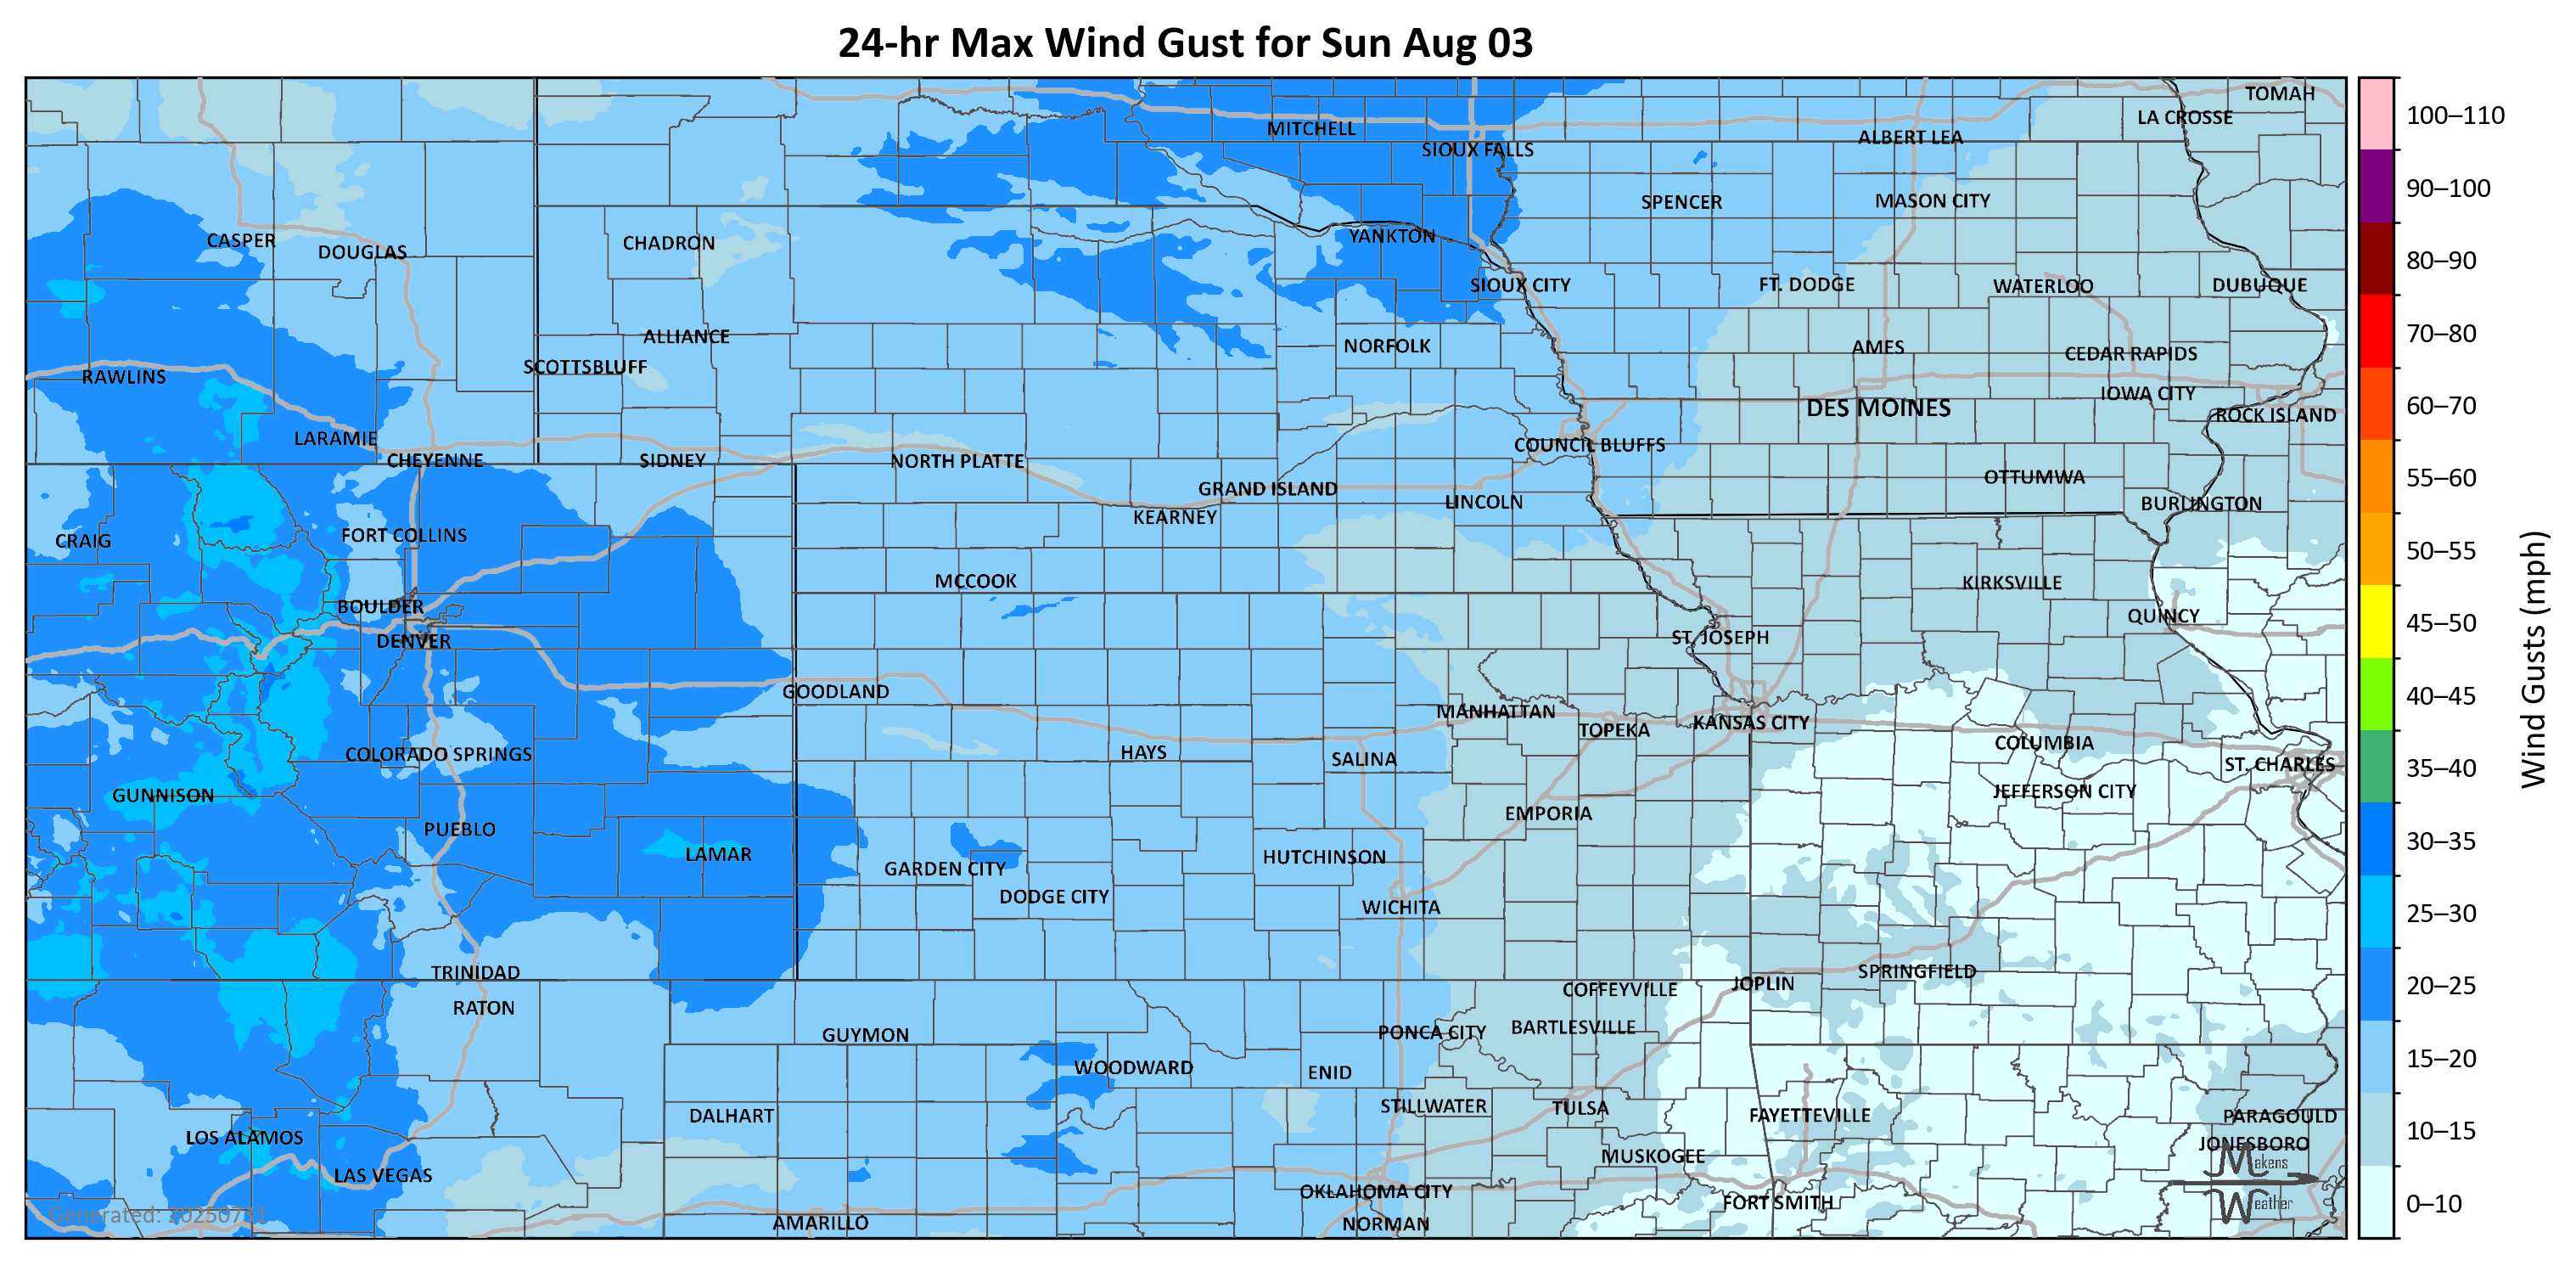 24-hr Max Wind Gust for Sun Aug 03
TOMAH
LA CROSSE
MITCHELL
ALBERT LEA
SIOUX FALLS
SPENCER
MASON CITY
CASPER
DOUGLAS
CHADRON
YANKTON
SIOUX CITY
FT. DODGE
WATERLOO
DUBUQUE
ALLIANCE
NORFOLK
AMES
CEDAR RAPIDS
SCOTTSBLUFF
RAWLINS
IOWA CITY
DES MOINES
ROCK ISLAND
LARAMIE
COUNCIL BLUFFS
CHEYENNE
SIDNEY
NORTH PLATTE
OTTUMWA
GRAND ISLAND
LINCOLN
BURLINGTON
KEARNEY
FORT COLLINS
CRAIG
MCCOOK
KIRKSVILLE
BOULDER
QUINCY
DENVER
ST. JOSEPH
GOODLAND
MANHATTAN
TOPEKA
KANSAS CITY
COLUMBIA
COLORADO SPRINGS
HAYS
SALINA
ST. CHARLES
GUNNISON
JEFFERSON CITY
PUEBLO
EMPORIA
LAMAR
HUTCHINSON
GARDEN CITY
DODGE CITY
WICHITA
TRINIDAD
SPRINGFIELD
JOPLIN
COFFEYVILLE
RATON
BARTLESVILLE
GUYMON
PONCA CITY
WOODWARD
ENID
DALHART
STILLWATER
TULSA
FAYETTEVILLE
PARAGOULD
LOS ALAMOS
JONESBORO
MUSKOGEE
LAS VEGAS
OKLAHOMA CITY
FORT SMITH
AMARILLO
NORMAN
Makens
Weather
100–110
90–100
80–90
70–80
60–70
55–60
50–55
45–50
40–45
35–40
30–35
25–30
20–25
15–20
10–15
0–10
Wind Gusts (mph)
Generated: 20250731